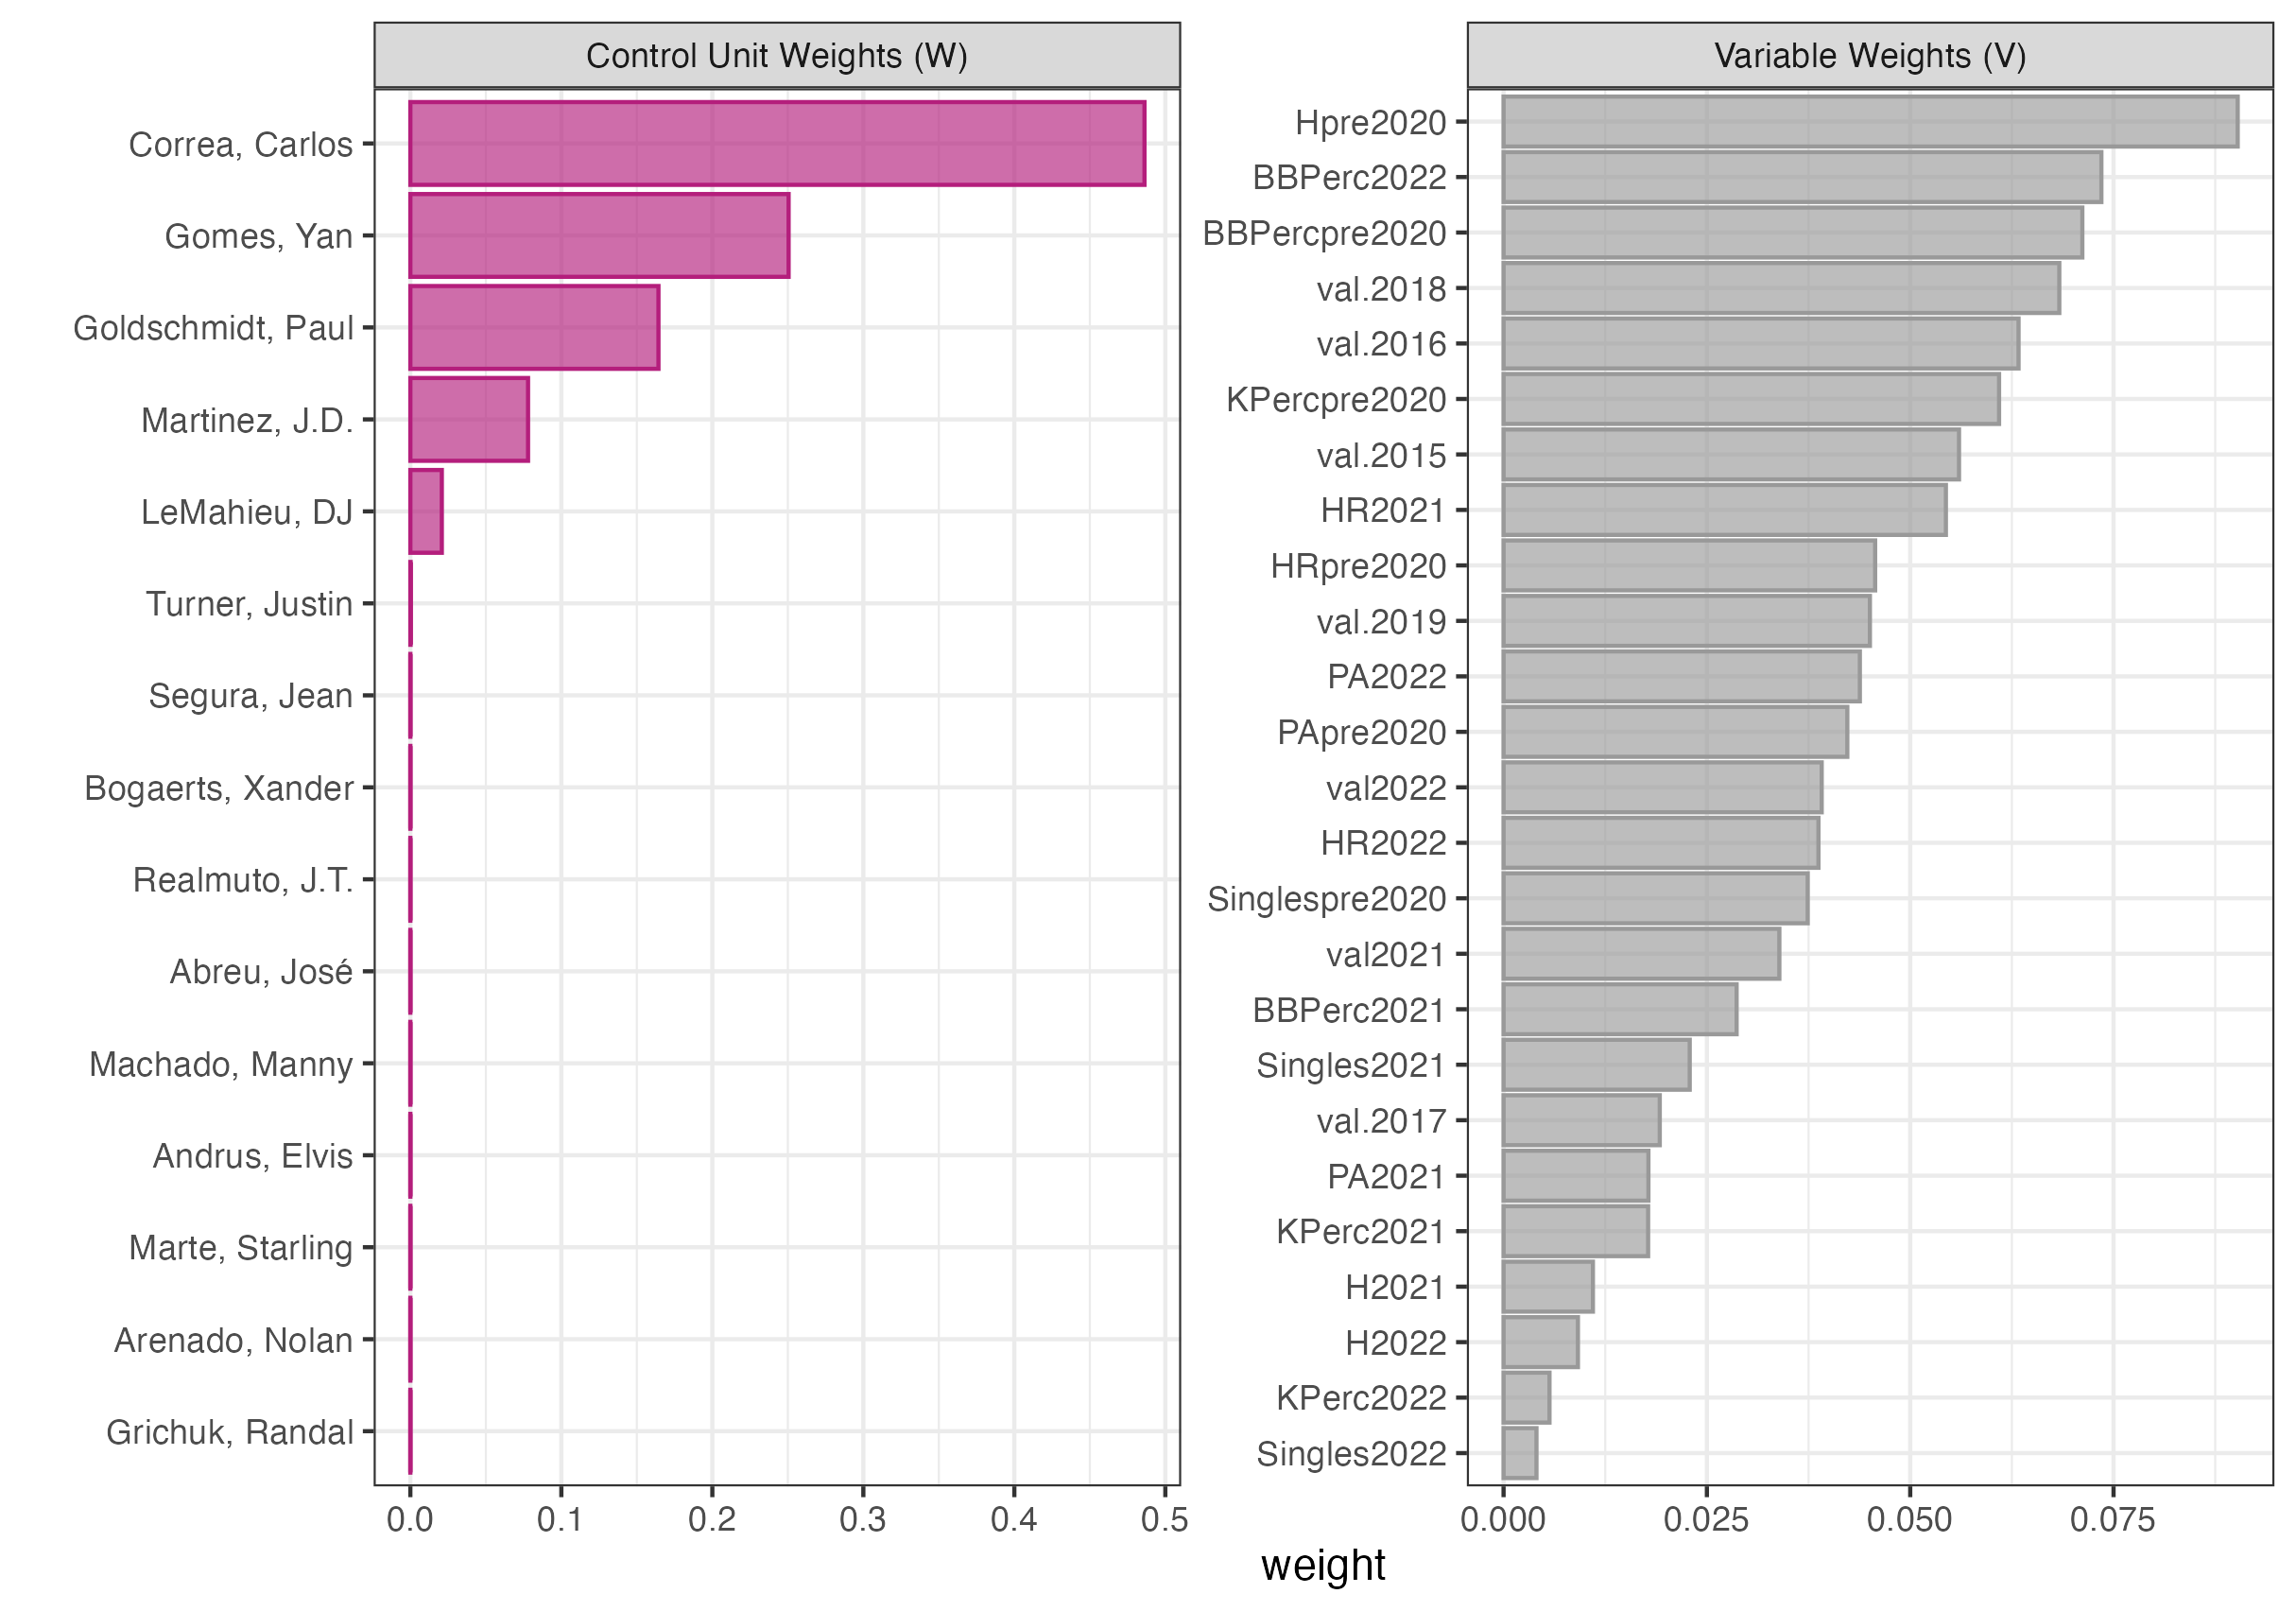 Control Unit Weights (W)
Correa, Carlos
Gomes, Yan
Goldschmidt, Paul
Martinez, J.D.
LeMahieu, DJ
Turner, Justin
Segura, Jean
Bogaerts, Xander
Realmuto, J.T.
Abreu, José
Machado, Manny
Andrus, Elvis
Marte, Starling
Arenado, Nolan
Grichuk, Randal
0.0 0.1 0.2 0.3 0.4 0.5
Variable Weights (V)
Hpre2020
BBPerc2022
BBPercpre2020
val.2018
val.2016
KPercpre2020
val.2015
HR2021
HRpre2020
val.2019
PA2022
PApre2020
val2022
HR2022
Singlespre2020
val2021
BBPerc2021
Singles2021
val.2017
PA2021
KPerc2021
H2021
H2022
KPerc2022
Singles2022
0.000 0.025 0.050 0.075
weight